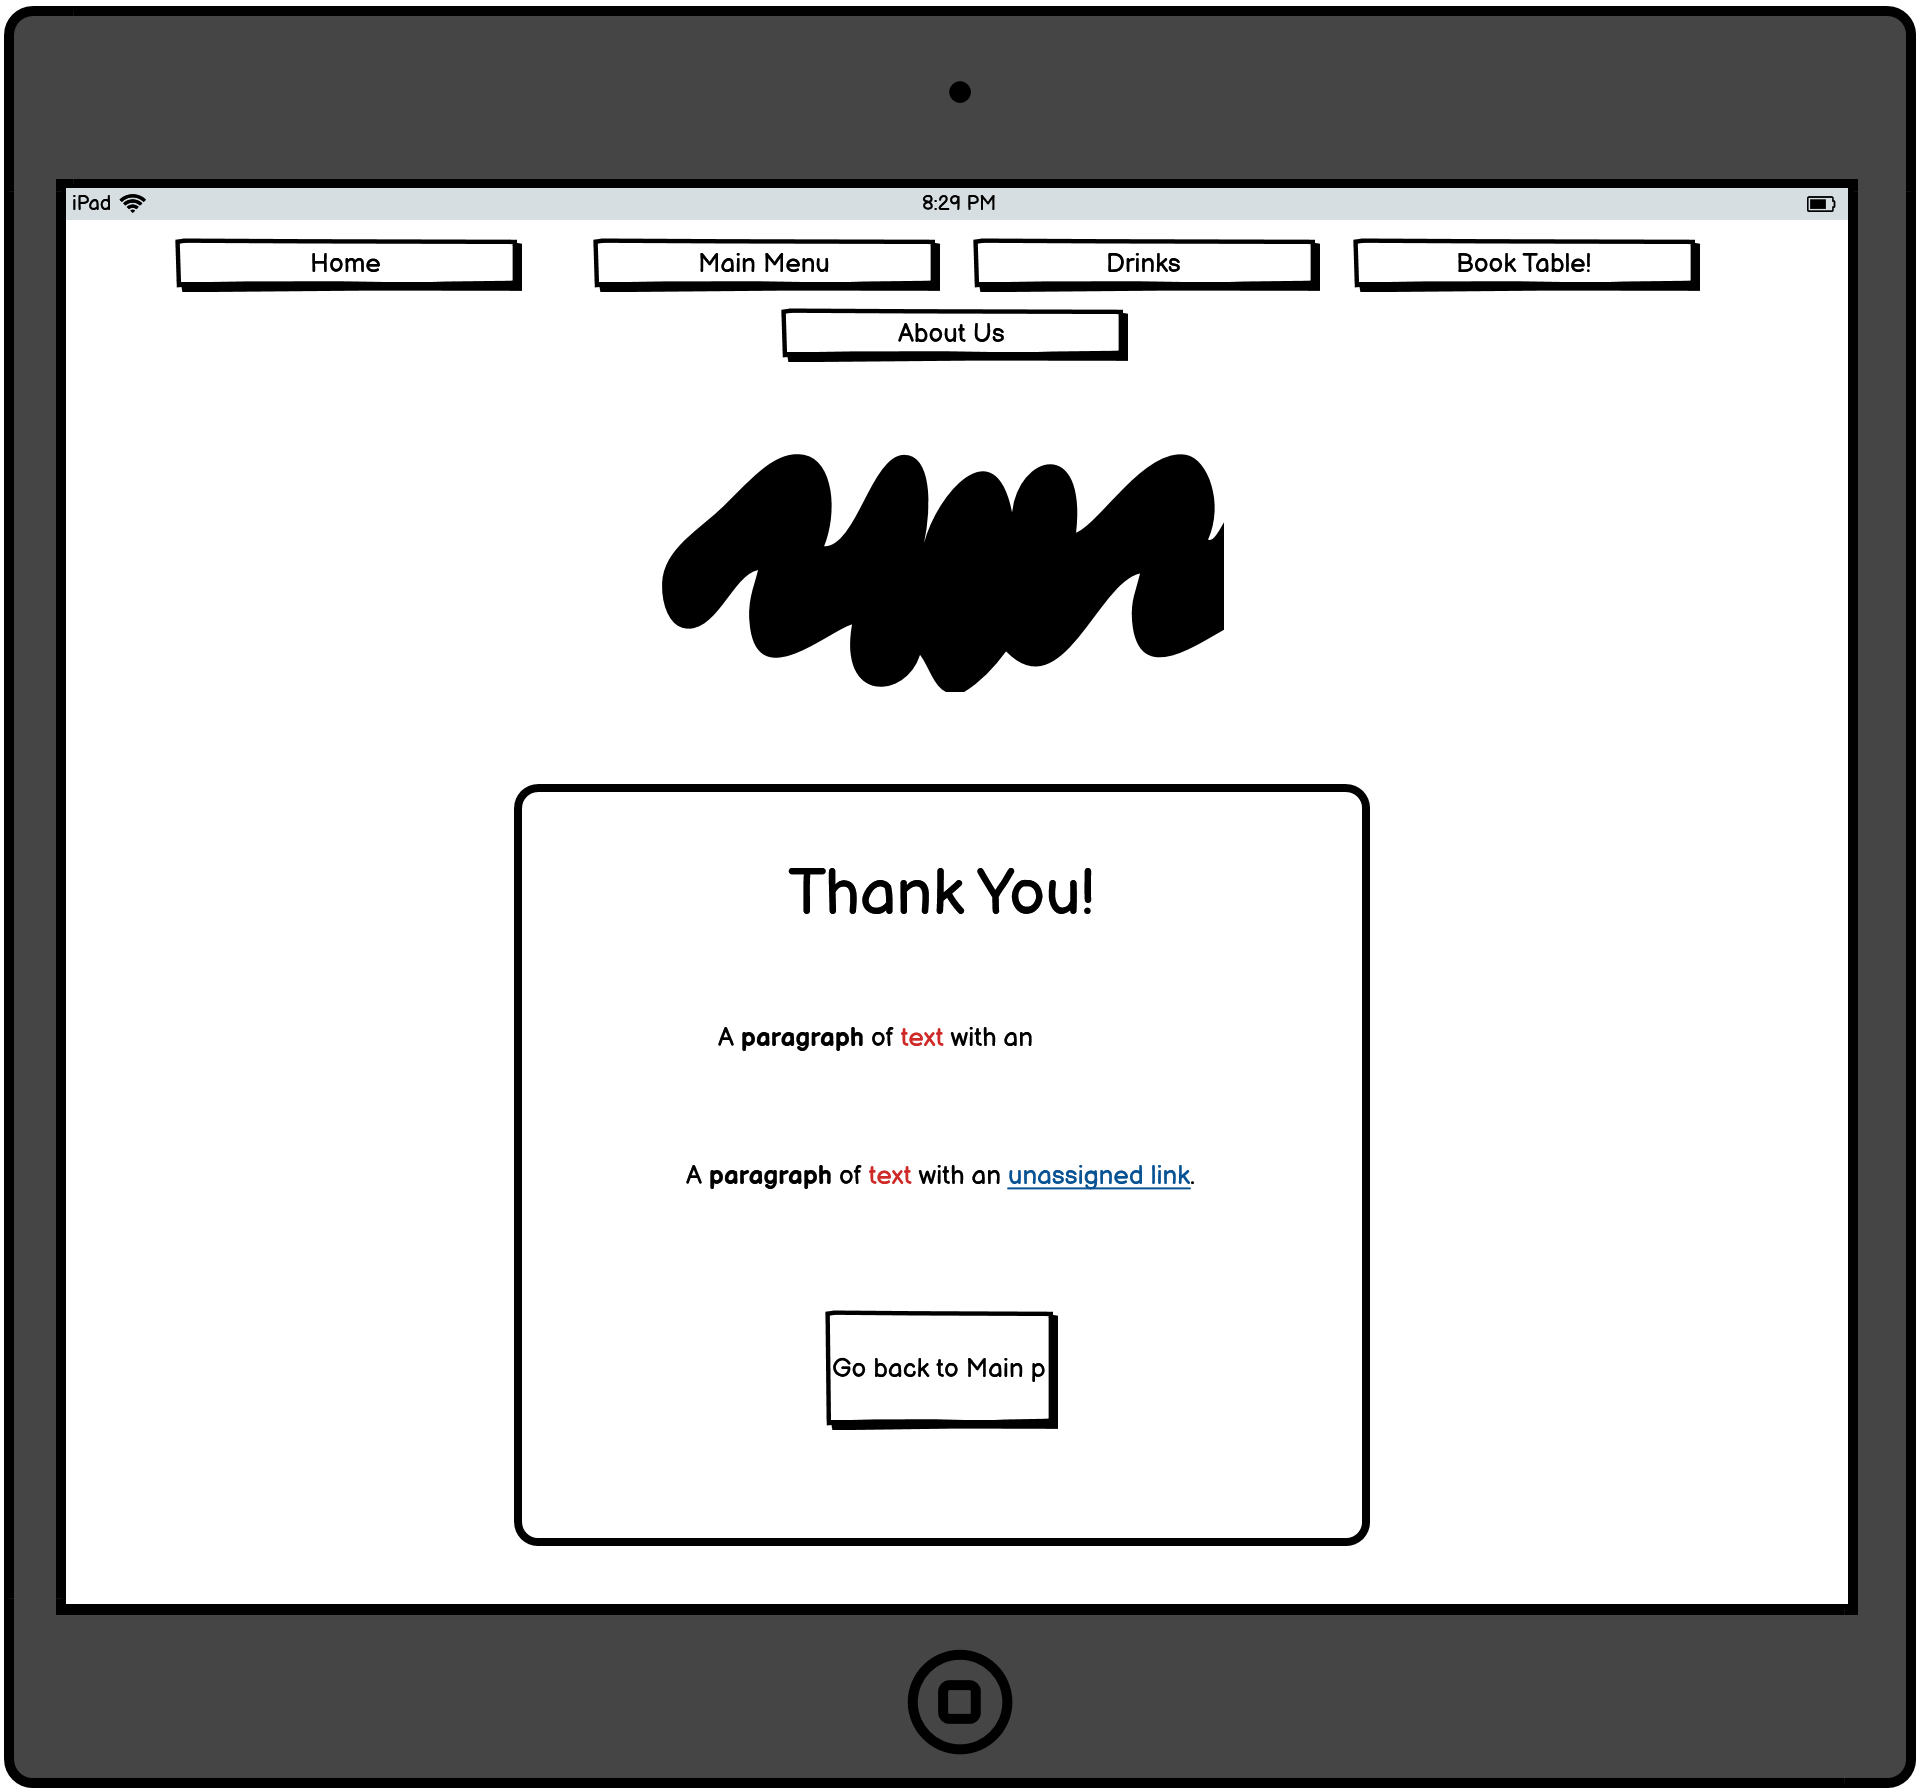 iPad
8:29 PM
Home
Main Menu
Drinks
Book Table!
About Us
Thank You!
A paragraph of text with an
A paragraph of text with an unassigned link.
Go back to Main p